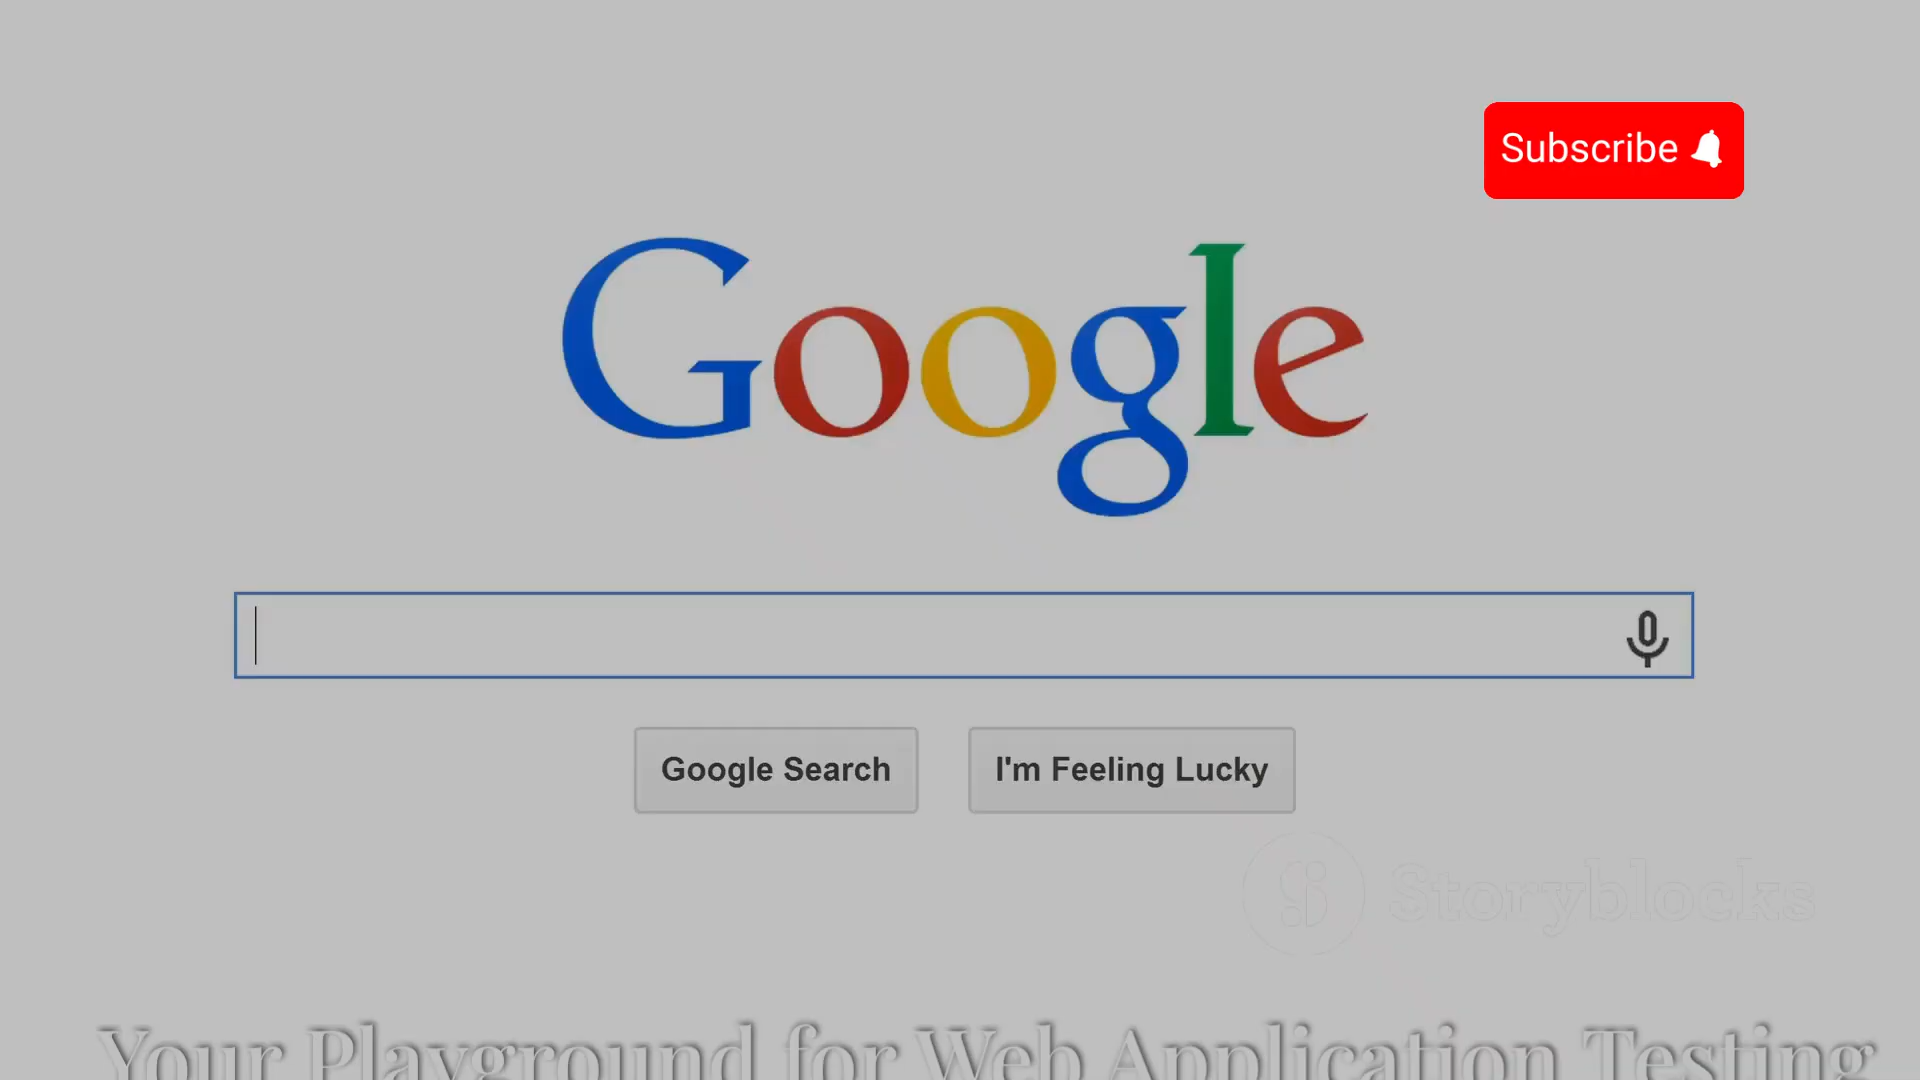 Subscribe
Google
Google Search
I'm Feeling Lucky
Storyblocks
Your Playground for Web Application Testing